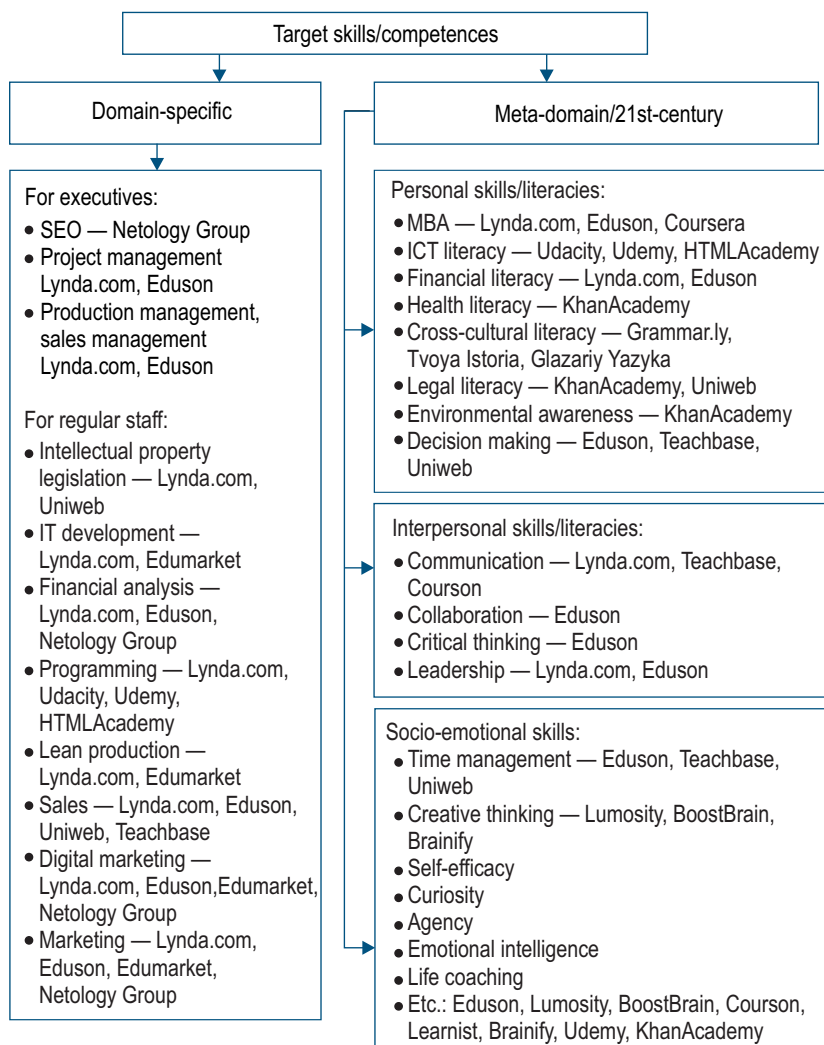 Target skills/competences
Domain-specific
Meta-domain/21st-century
For executives:
• SEO — Netology Group
• Project management
Lynda.com, Eduson
• Production management,
sales management
Lynda.com, Eduson
For regular staff:
• Intellectual property
legislation — Lynda.com,
Uniweb
• IT development —
Lynda.com, Edumarket
• Financial analysis —
Lynda.com, Eduson,
Netology Group
• Programming — Lynda.com,
Udacity, Udemy,
HTMLAcademy
• Lean production —
Lynda.com, Edumarket
• Sales — Lynda.com, Eduson,
Uniweb, Teachbase
• Digital marketing —
Lynda.com, Eduson,Edumarket,
Netology Group
• Marketing — Lynda.com,
Eduson, Edumarket,
Netology Group
Personal skills/literacies:
• MBA — Lynda.com, Eduson, Coursera
• ICT literacy — Udacity, Udemy, HTMLAcademy
• Financial literacy — Lynda.com, Eduson
• Health literacy — KhanAcademy
• Cross-cultural literacy — Grammar.ly,
Tvoya Istoria, Glazariy Yazyka
• Legal literacy — KhanAcademy, Uniweb
• Environmental awareness — KhanAcademy
• Decision making — Eduson, Teachbase,
Uniweb
Interpersonal skills/literacies:
• Communication — Lynda.com, Teachbase,
Courson
• Collaboration — Eduson
• Critical thinking — Eduson
• Leadership — Lynda.com, Eduson
Socio-emotional skills:
• Time management — Eduson, Teachbase,
Uniweb
• Creative thinking — Lumosity, BoostBrain,
Brainify
• Self-efficacy
• Curiosity
• Agency
• Emotional intelligence
• Life coaching
• Etc.: Eduson, Lumosity, BoostBrain, Courson,
Learnist, Brainify, Udemy, KhanAcademy